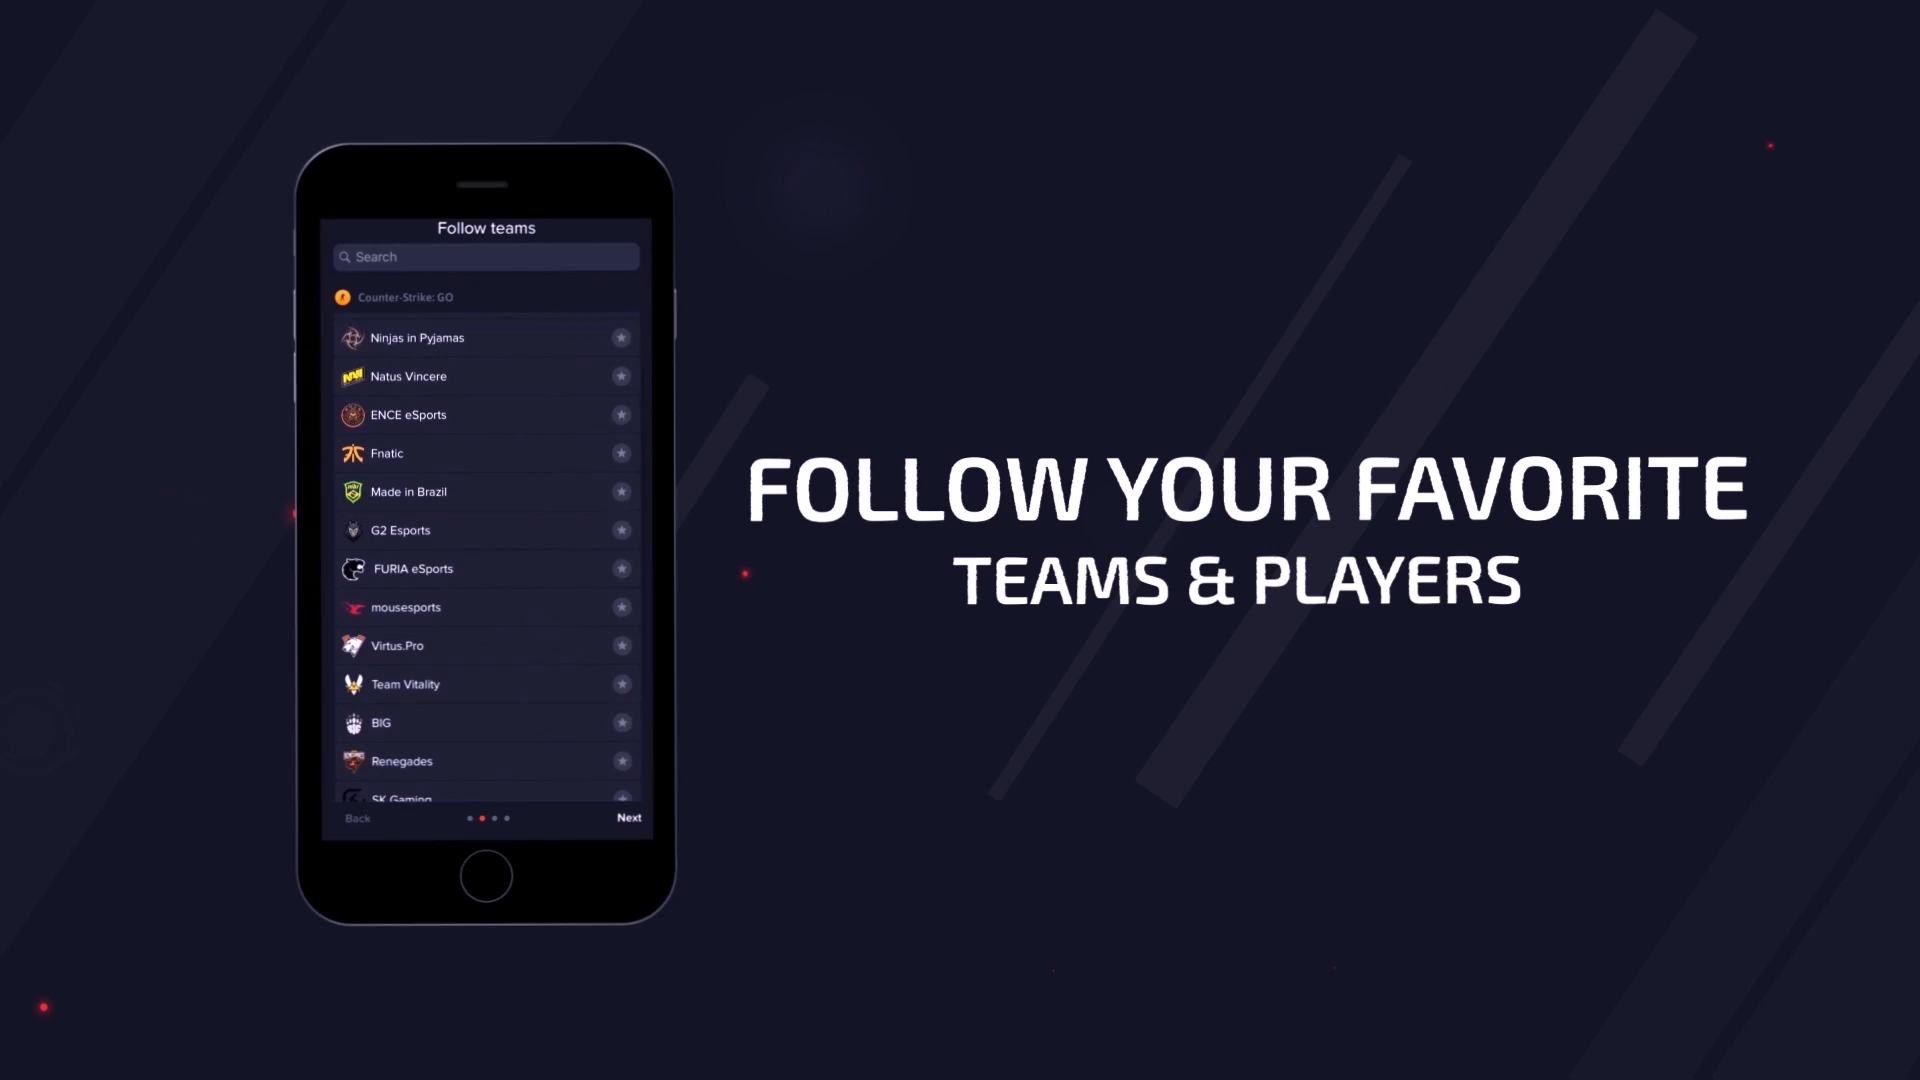 Follow teams
Search
Counter-Strike: GO
Ninjas in Pyjamas
Natus Vincere
ENCE eSports
Fnatic
Made in Brazil
G2 Esports
FURIA eSports
mousesports
Virtus.Pro
Team Vitality
BIG
Renegades
SK Gaming
Back
Next
FOLLOW YOUR FAVORITE
TEAMS & PLAYERS